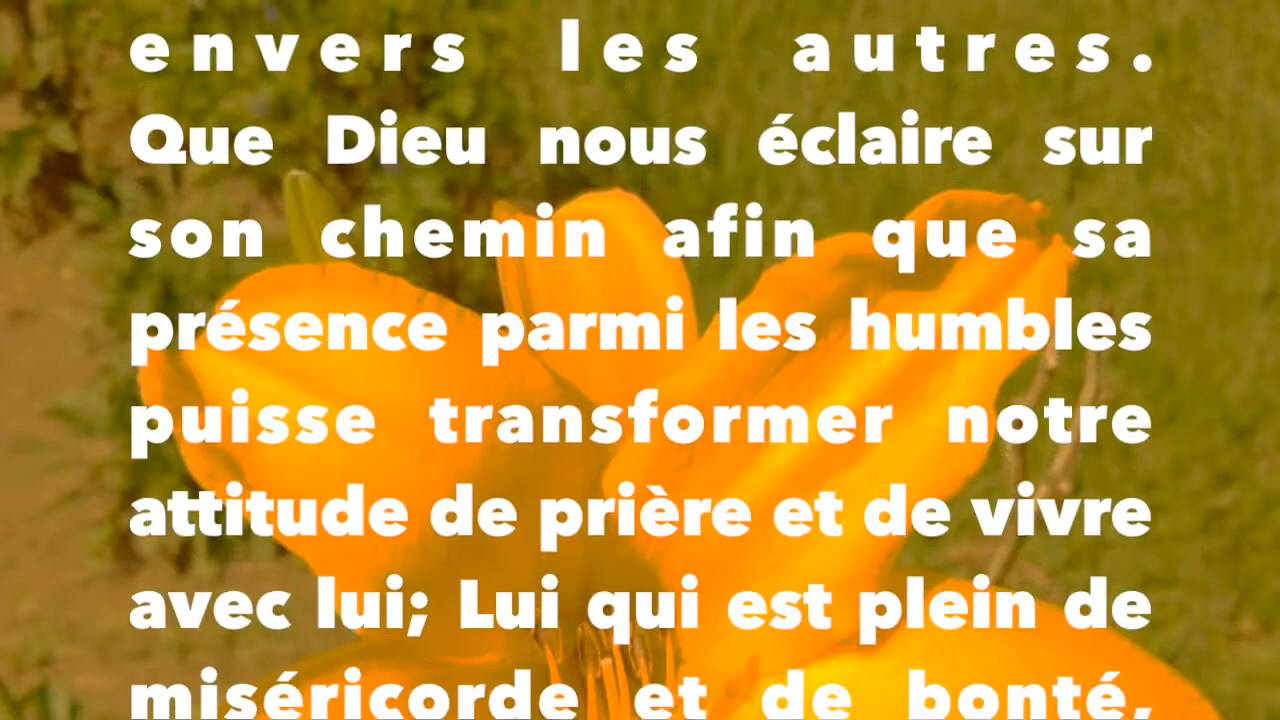 envers les autres.
Que Dieu nous éclaire sur
son chemin afin que sa
présence parmi les humbles
puisse transformer notre
attitude de prière et de vivre
avec lui; Lui qui est plein de
miséricorde et de bonté,